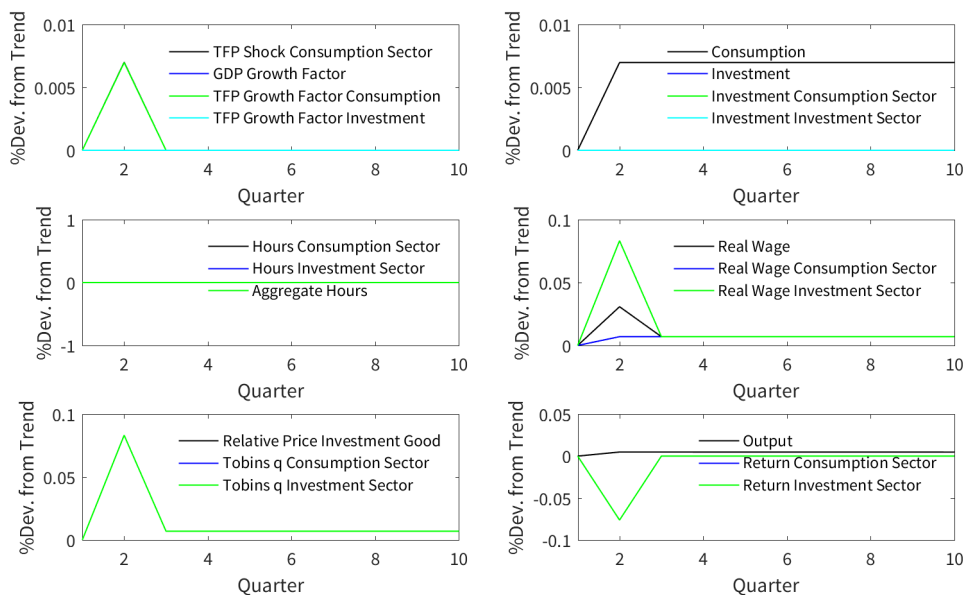 %Dev. from Trend
0.01
0.005
0
TFP Shock Consumption Sector
GDP Growth Factor
TFP Growth Factor Consumption
TFP Growth Factor Investment
2 4 6 8 10
Quarter
%Dev. from Trend
0.01
0.005
0
Consumption
Investment
Investment Consumption Sector
Investment Investment Sector
2 4 6 8 10
Quarter
%Dev. from Trend
1
0
-1
Hours Consumption Sector
Hours Investment Sector
Aggregate Hours
2 4 6 8 10
Quarter
%Dev. from Trend
0.1
0.05
0
Real Wage
Real Wage Consumption Sector
Real Wage Investment Sector
2 4 6 8 10
Quarter
%Dev. from Trend
0.1
0.05
0
Relative Price Investment Good
Tobins q Consumption Sector
Tobins q Investment Sector
2 4 6 8 10
Quarter
%Dev. from Trend
0.05
0
-0.05
-0.1
Output
Return Consumption Sector
Return Investment Sector
2 4 6 8 10
Quarter